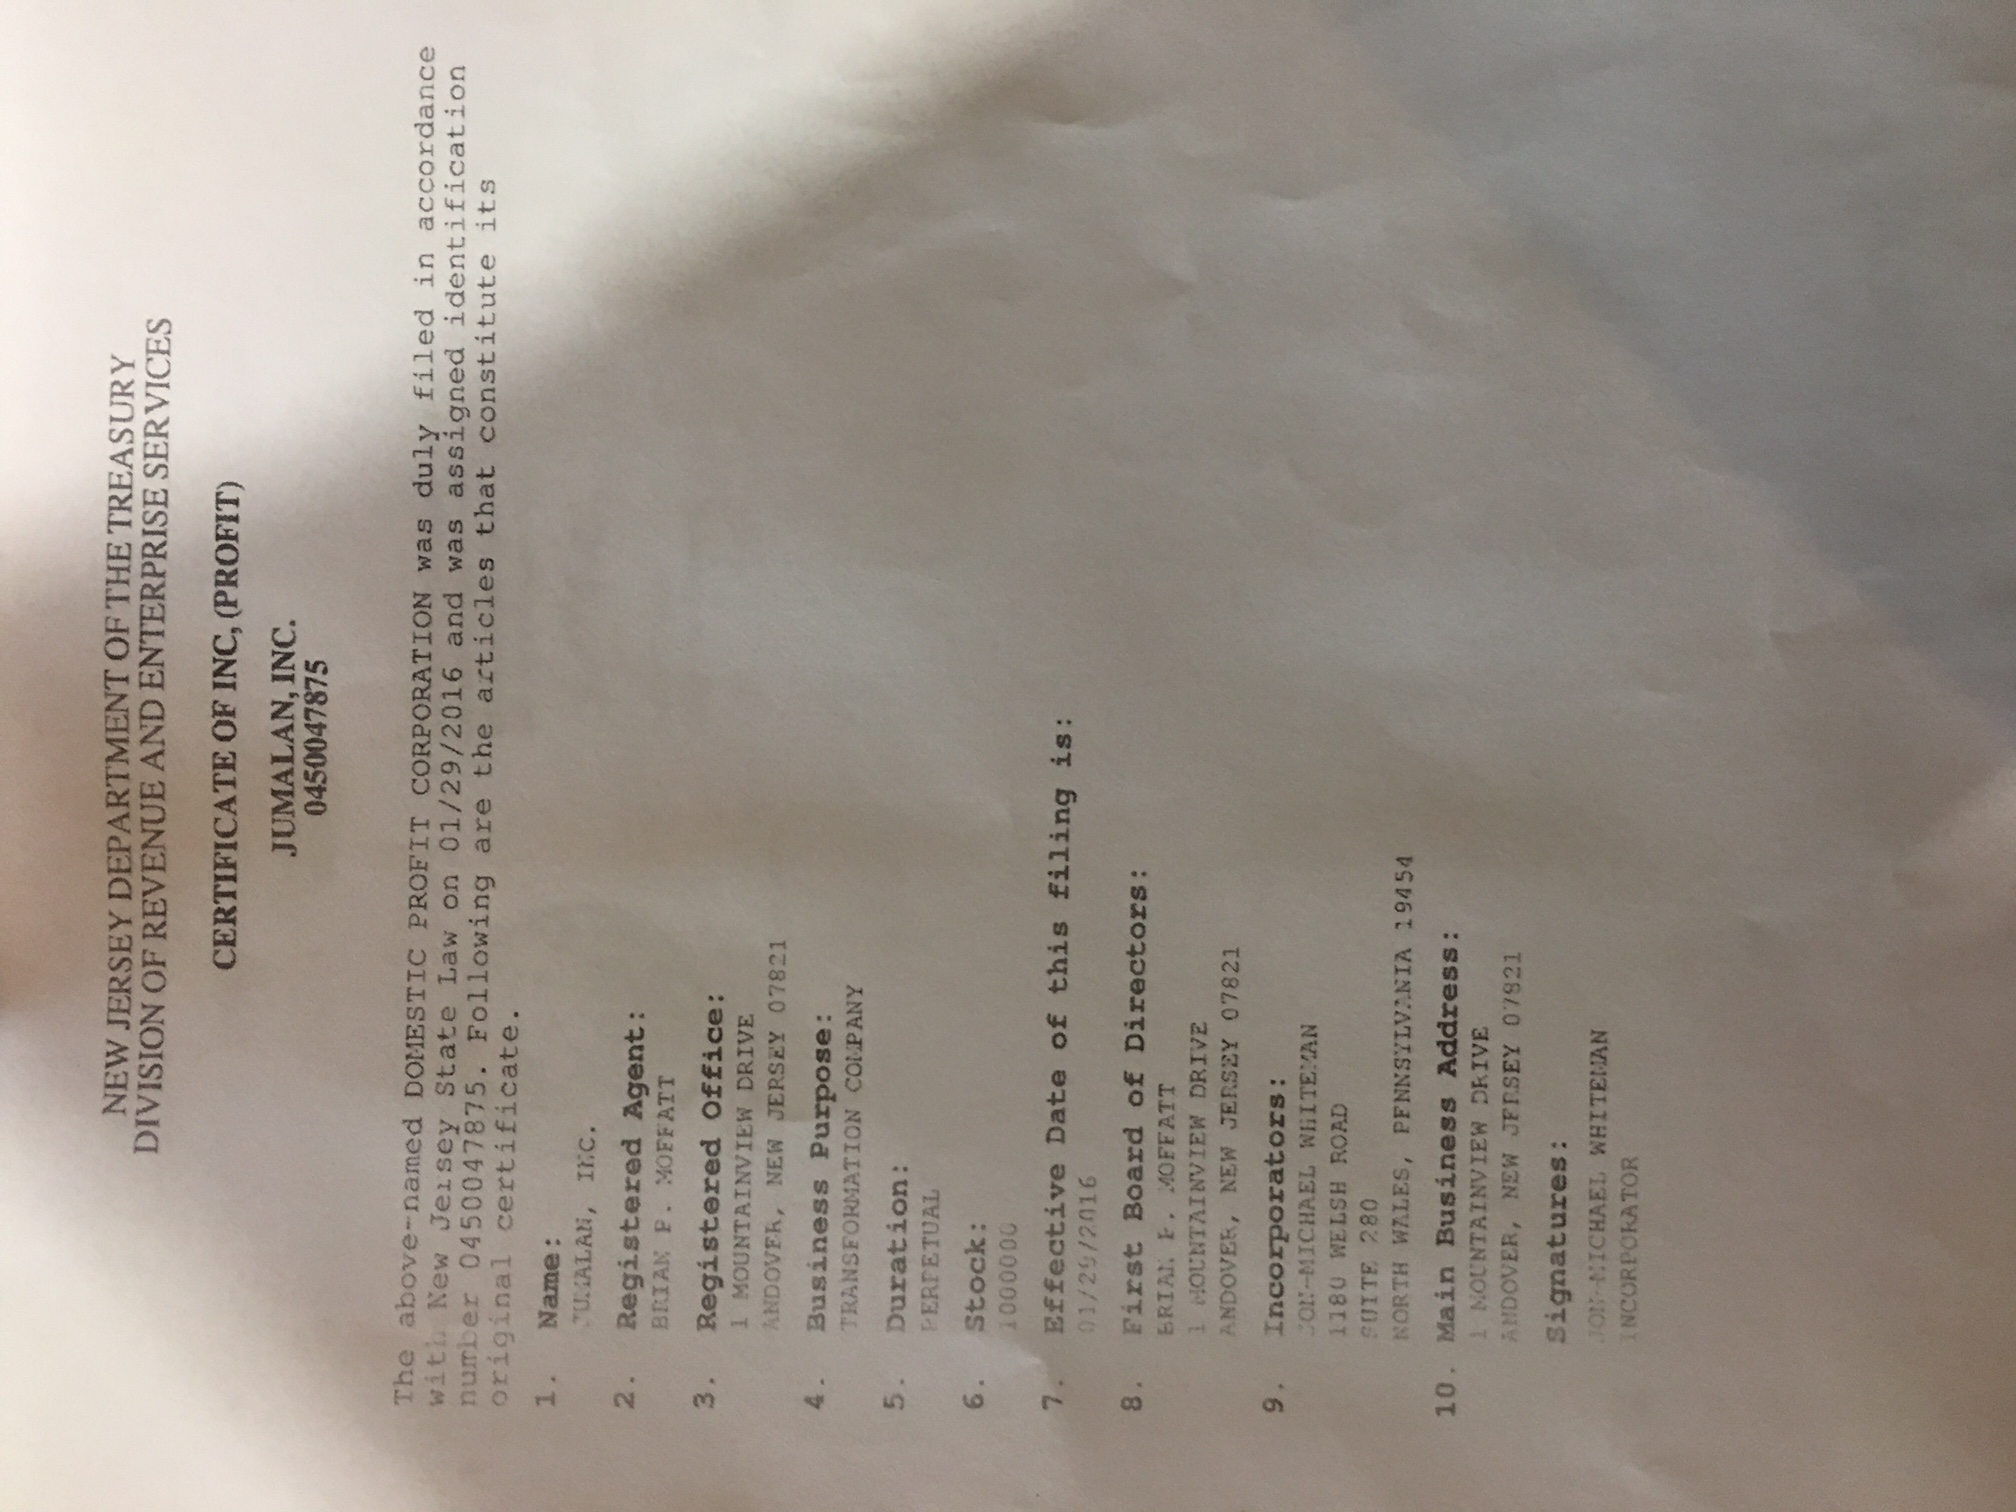 NEW JERSEY DEPARTMENT OF THE TREASURY
DIVISION OF REVENUE AND ENTERPRISE SERVICES
CERTIFICATE OF INC, (PROFIT)
JUMALAN, INC.
0450047875
The above-named DOMESTIC PROFIT CORPORATION was duly filed in accordance
with New Jersey State Law on 01/29/2016 and was assigned identification
number 0450047875. Following are the articles that constitute its
original certificate.
1. Name:
JUMALAN, INC.
2. Registered Agent:
BRIAN P. MOFFATT
3. Registered Office:
1 MOUNTAINVIEW DRIVE
ANDOVER, NEW JERSEY 07821
4. Business Purpose:
TRANSFORMATION COMPANY
5. Duration:
PERPETUAL
6. Stock:
1000000
7. Effective Date of this filing is:
01/29/2016
8. First Board of Directors:
BRIAN P. MOFFATT
1 MOUNTAINVIEW DRIVE
ANDOVER, NEW JERSEY 07821
9. Incorporators:
JON-MICHAEL WHITEMAN
1180 WELSH ROAD
SUITE 280
NORTH WALES, PENNSYLVANIA 19454
10. Main Business Address:
1 MOUNTAINVIEW DRIVE
ANDOVER, NEW JERSEY 07821
Signatures:
JON-MICHAEL WHITEMAN
INCORPORATOR